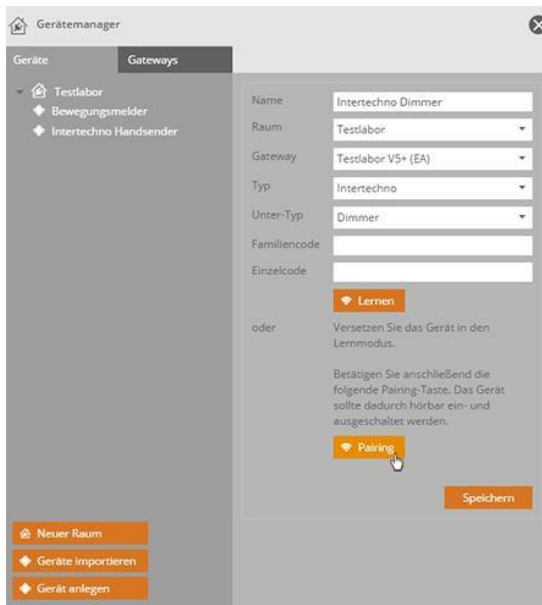 Gerätemanager
Geräte
Gateways
Testlabor
Bewegungsmelder
Intertechno Handsender
Name
Intertechno Dimmer
Raum
Testlabor
Gateway
Testlabor V5+ (EA)
Typ
Intertechno
Unter-Typ
Dimmer
Familiencode
Einzelcode
Lernen
oder
Versetzen Sie das Gerät in den
Lernmodus.
Betätigen Sie anschließend die
folgende Pairing-Taste. Das Gerät
sollte dadurch hörbar ein- und
ausgeschaltet werden.
Pairing
Speichern
Neuer Raum
Geräte importieren
Gerät anlegen